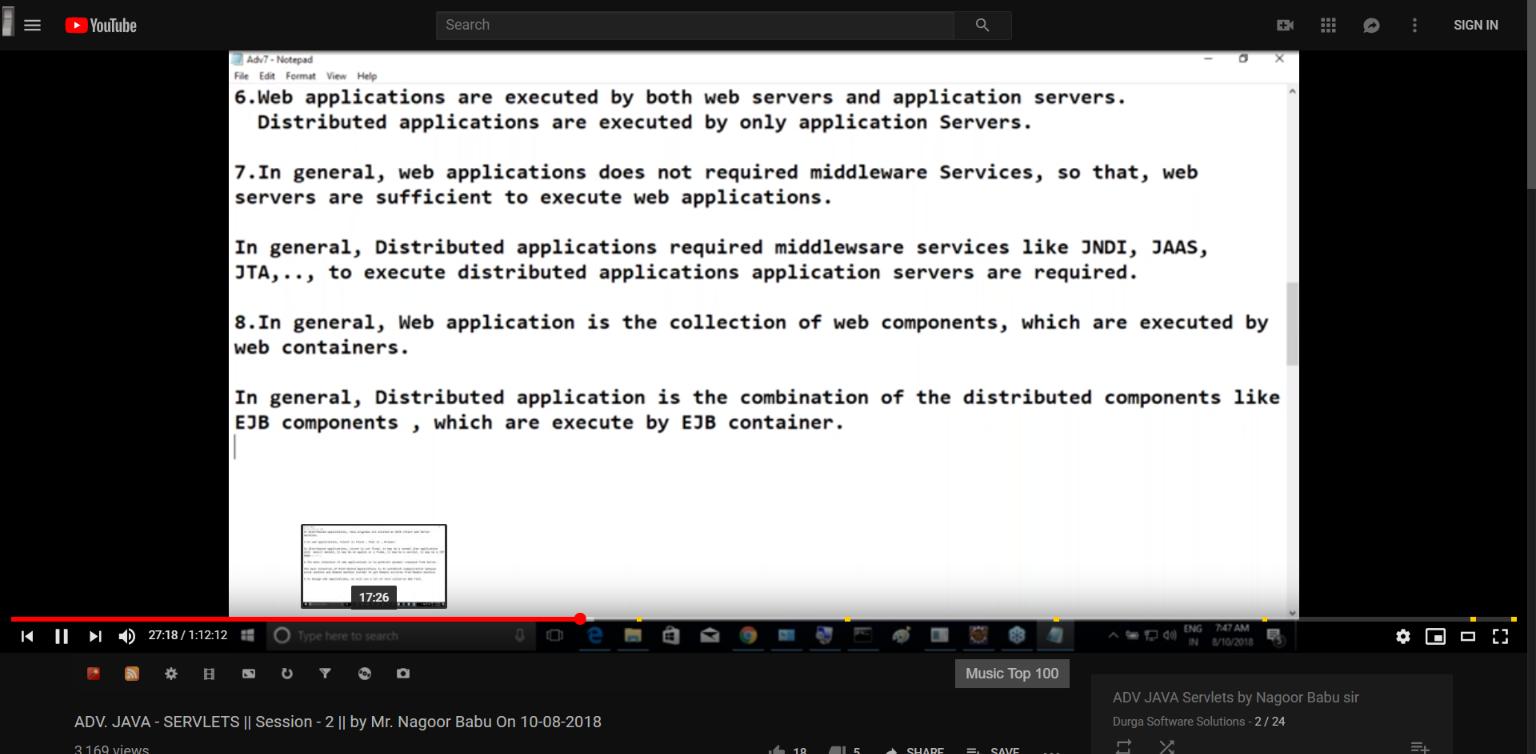 YouTube
Search
SIGN IN
Adv7 - Notepad
File Edit Format View Help
6.Web applications are executed by both web servers and application servers.
Distributed applications are executed by only application Servers.
7.In general, web applications does not required middleware Services, so that, web
servers are sufficient to execute web applications.
In general, Distributed applications required middlewsare services like JNDI, JAAS,
JTA,.., to execute distributed applications application servers are required.
8.In general, Web application is the collection of web components, which are executed by
web containers.
In general, Distributed application is the combination of the distributed components like
EJB components , which are execute by EJB container.
17:26
27:18 / 1:12:12
Type here to search
ENG
IN
7:47 AM
8/10/2018
Music Top 100
ADV. JAVA - SERVLETS || Session - 2 || by Mr. Nagoor Babu On 10-08-2018
3,169 views
18
5
SHARE
SAVE
ADV JAVA Servlets by Nagoor Babu sir
Durga Software Solutions - 2 / 24